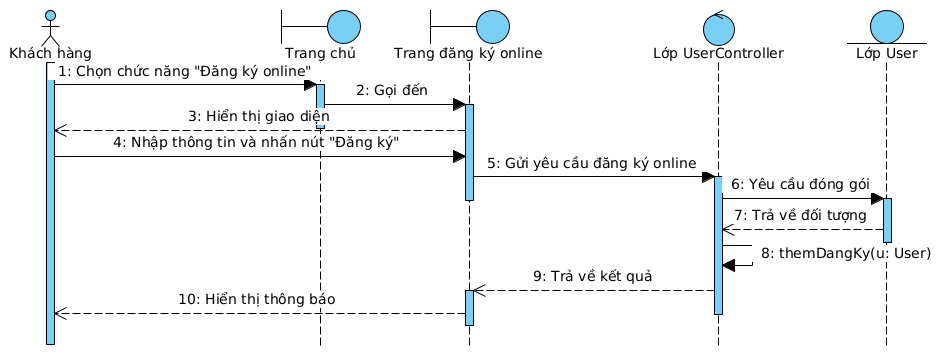 Khách hàng
Trang chủ
Trang đăng ký online
Lớp UserController
Lớp User
1: Chọn chức năng "Đăng ký online"
2: Gọi đến
3: Hiển thị giao diện
4: Nhập thông tin và nhấn nút "Đăng ký"
5: Gửi yêu cầu đăng ký online
6: Yêu cầu đóng gói
7: Trả về đối tượng
8: themDangKy(u: User)
9: Trả về kết quả
10: Hiển thị thông báo